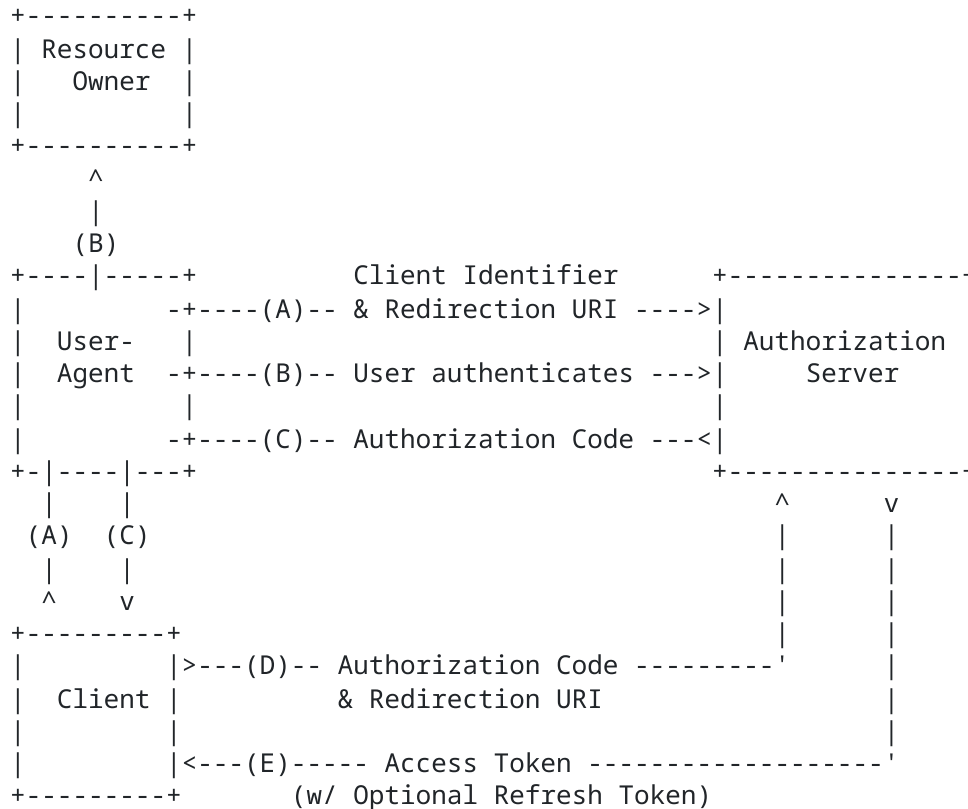 +----------+
| Resource |
|   Owner  |
|          |
+----------+
     ^
     |
    (B)
+----|-----+          Client Identifier      +---------------+
|         -+----(A)-- & Redirection URI ---->|
|  User-   |                                 | Authorization
|  Agent  -+----(B)-- User authenticates --->|     Server
|          |                                 |
|         -+----(C)-- Authorization Code ---<|
+-|----|---+                                 +---------------+
  |    |                                         ^      v
 (A)  (C)                                        |      |
  |    |                                         |      |
  ^    v                                         |      |
+---------+                                      |      |
|         |>---(D)-- Authorization Code ---------'      |
|  Client |          & Redirection URI                  |
|         |                                             |
|         |<---(E)----- Access Token -------------------'
+---------+       (w/ Optional Refresh Token)